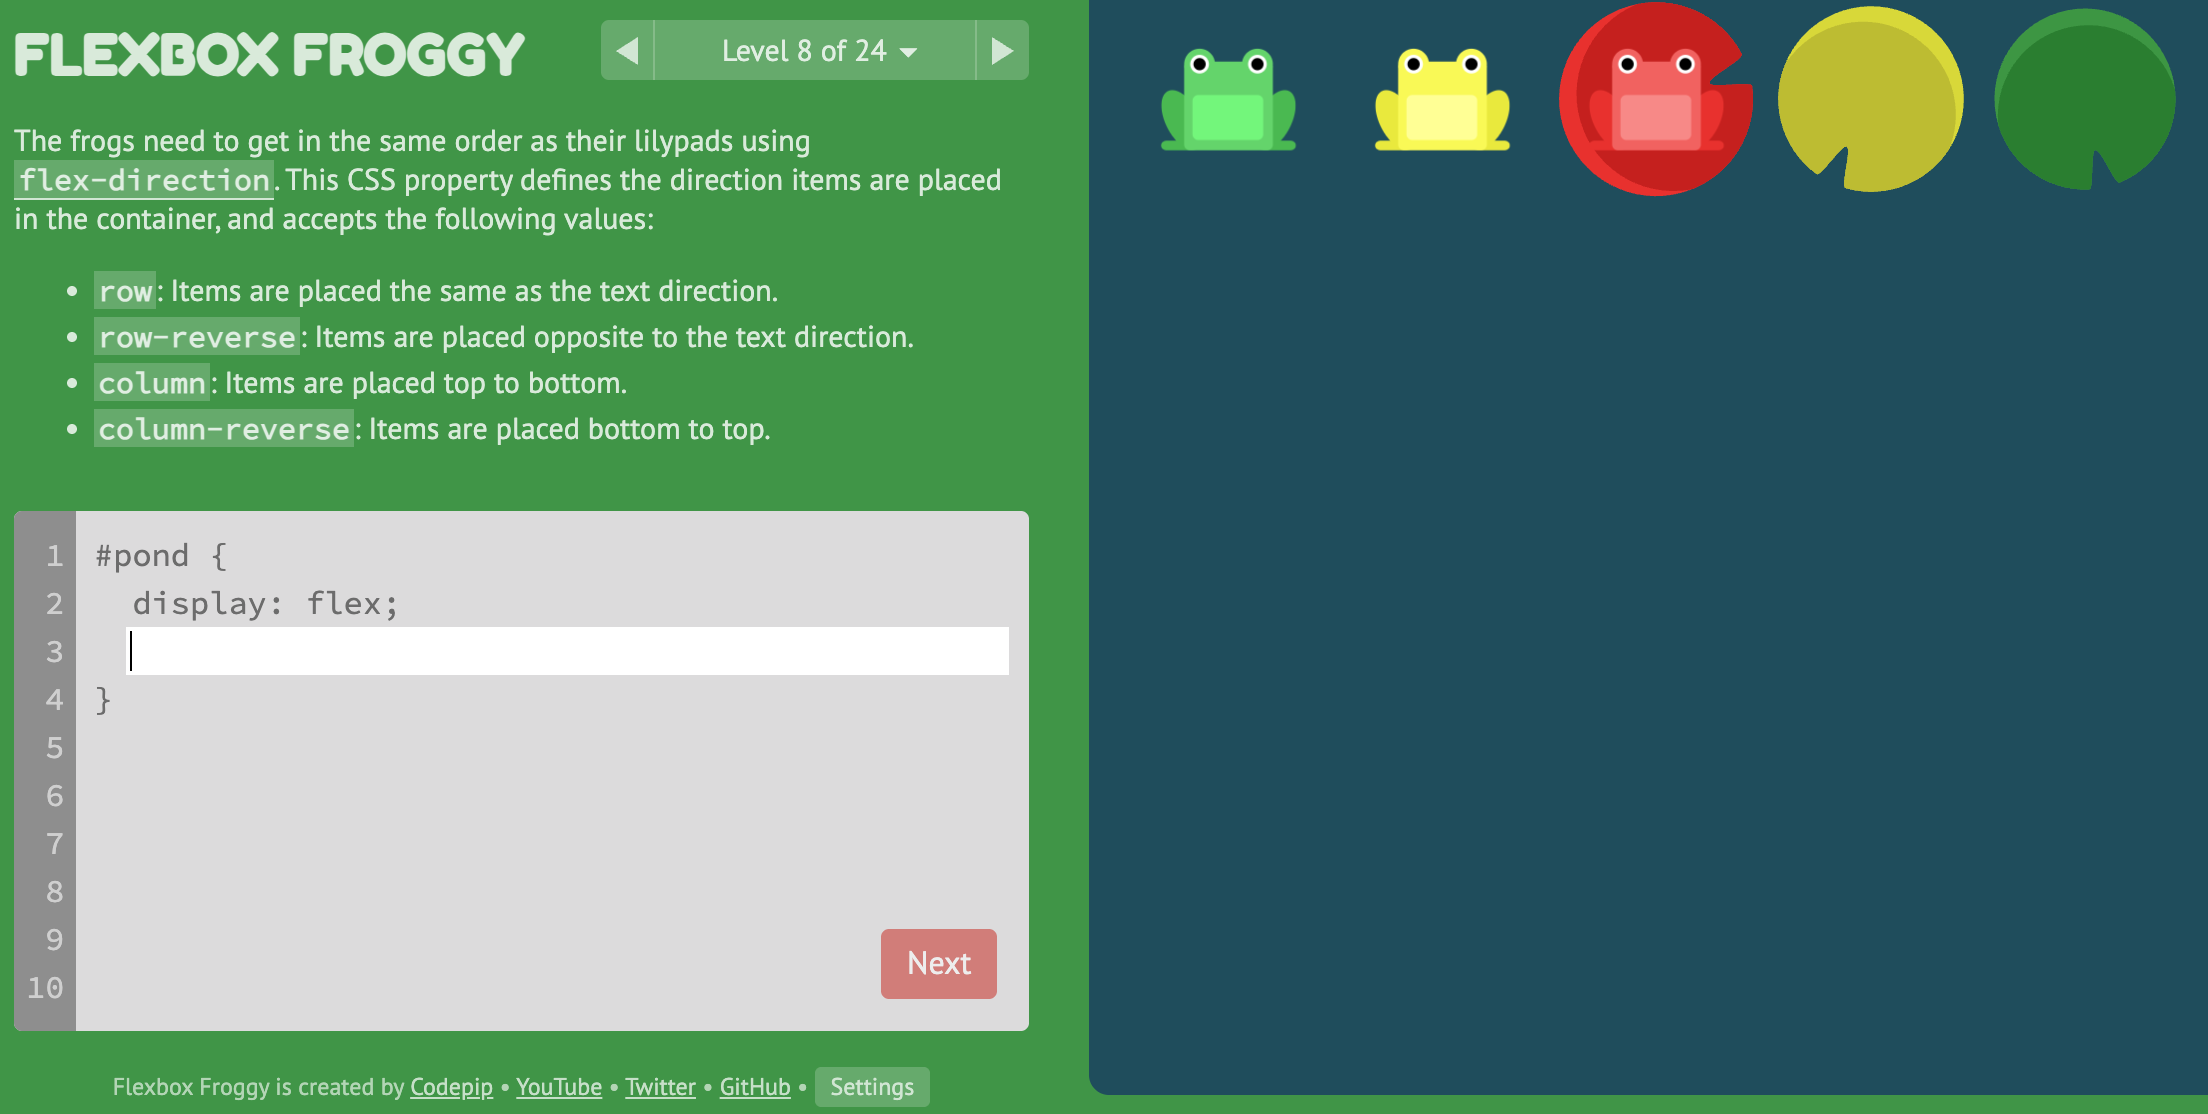 FLEXBOX FROGGY
Level 8 of 24
The frogs need to get in the same order as their lilypads using
flex-direction. This CSS property defines the direction items are placed
in the container, and accepts the following values:
• row: Items are placed the same as the text direction.
• row-reverse: Items are placed opposite to the text direction.
• column: Items are placed top to bottom.
• column-reverse: Items are placed bottom to top.
1 #pond {
2 display: flex;
3
4 }
5
6
7
8
9
10
Next
Flexbox Froggy is created by Codepip • YouTube • Twitter • GitHub • Settings